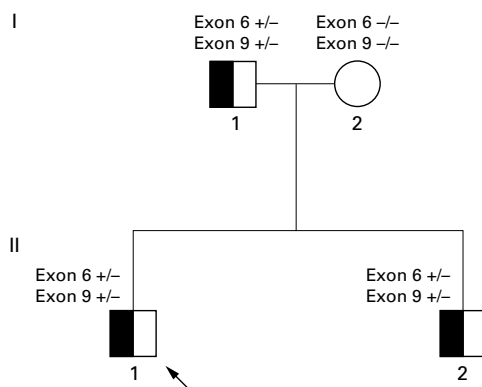 I
Exon 6 +/– Exon 6 –/–
Exon 9 +/– Exon 9 –/–
1 2
II
Exon 6 +/– Exon 6 +/–
Exon 9 +/– Exon 9 +/–
1 2